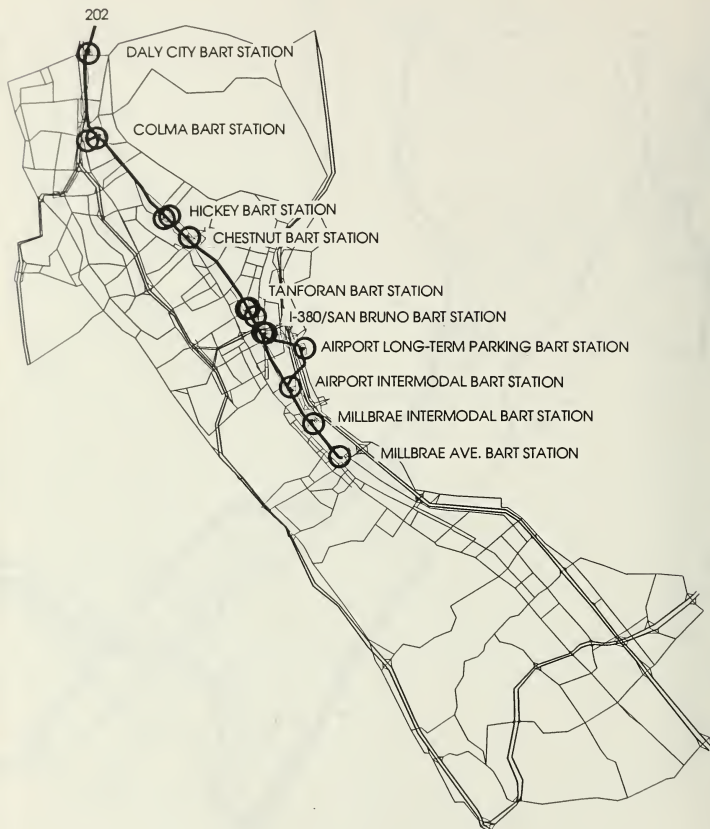 202
DALY CITY BART STATION
COLMA BART STATION
HICKEY BART STATION
CHESTNUT BART STATION
TANFORAN BART STATION
I-380/SAN BRUNO BART STATION
AIRPORT LONG-TERM PARKING BART STATION
AIRPORT INTERMODAL BART STATION
MILLBRAE INTERMODAL BART STATION
MILLBRAE AVE. BART STATION